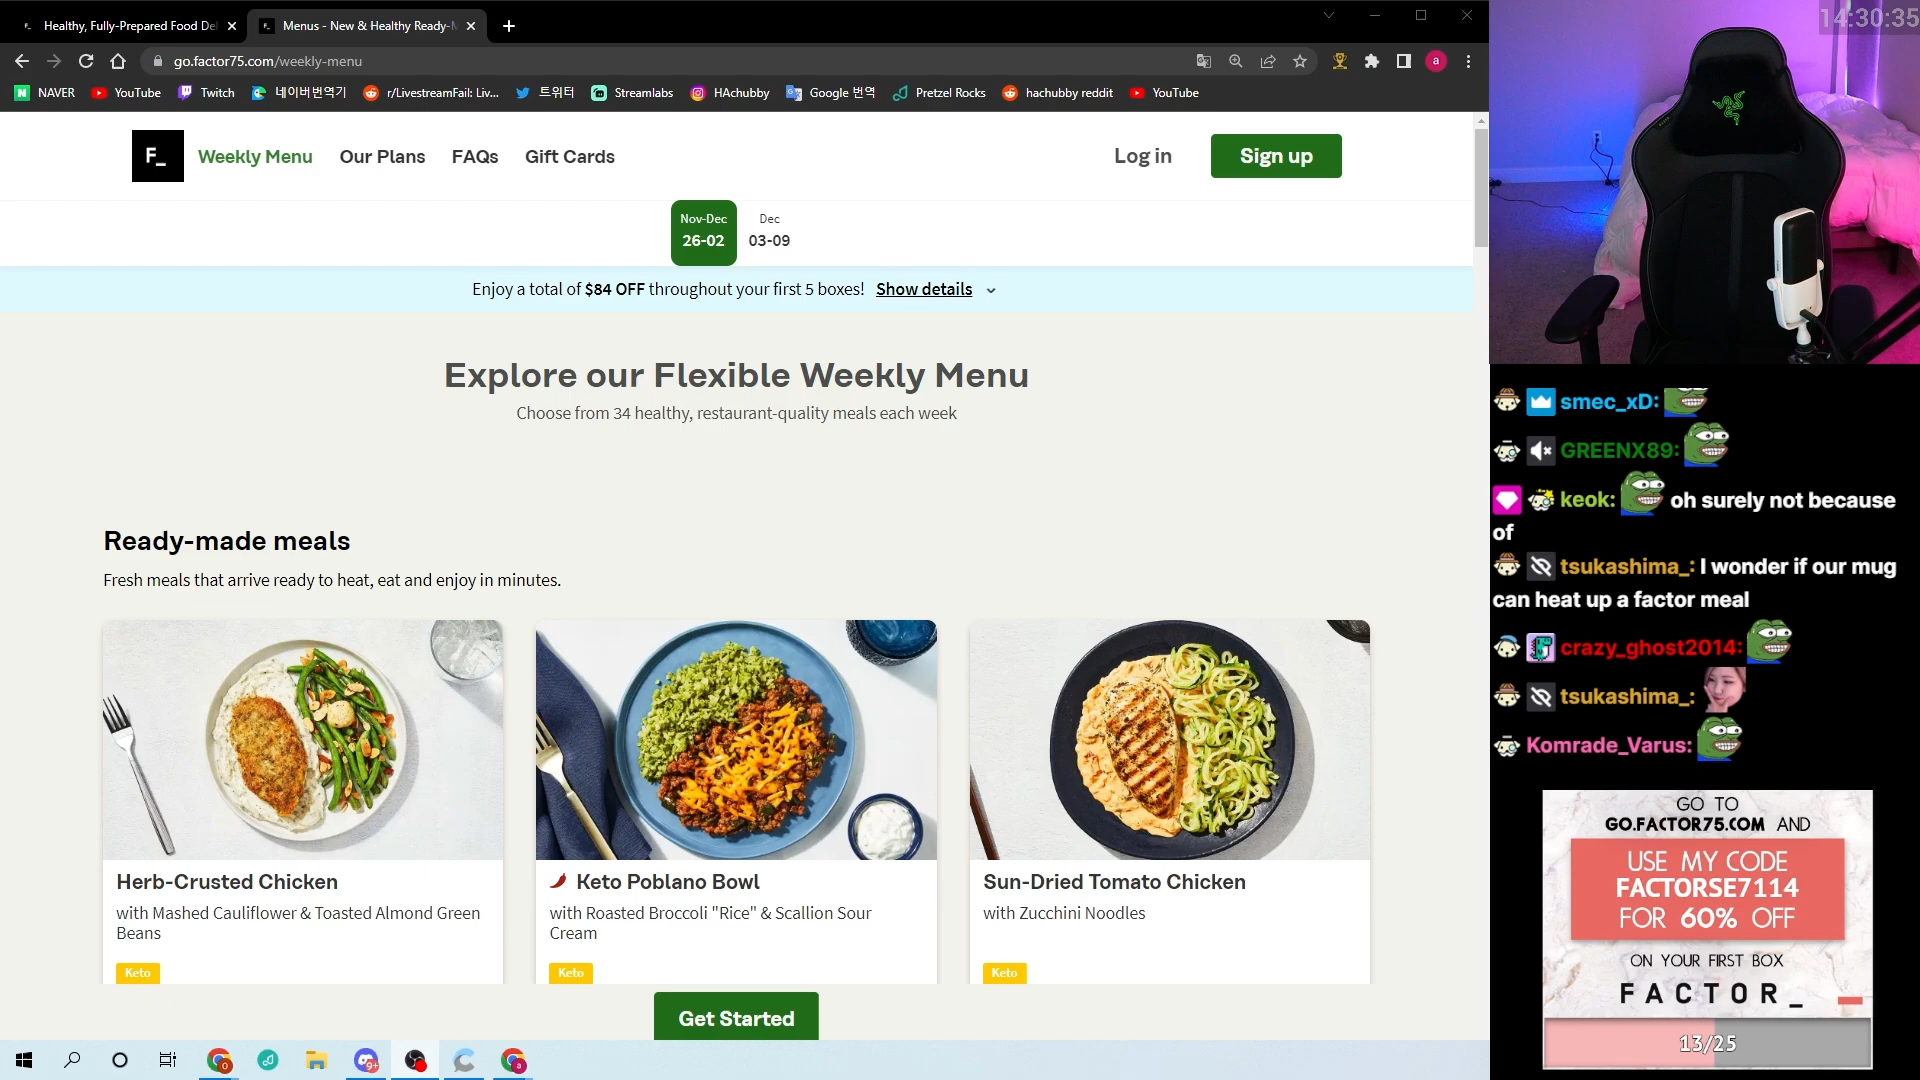 Healthy, Fully-Prepared Food De
Menus - New & Healthy Ready-M
14:30:35
go.factor75.com/weekly-menu
a
NAVER
YouTube
Twitch
네이버번역기
r/LivestreamFail: Liv...
트위터
Streamlabs
HAchubby
Google 번역
Pretzel Rocks
hachubby reddit
YouTube
F_
Weekly Menu
Our Plans
FAQs
Gift Cards
Log in
Sign up
Nov-Dec
26-02
Dec
03-09
Enjoy a total of $84 OFF throughout your first 5 boxes! Show details
Explore our Flexible Weekly Menu
Choose from 34 healthy, restaurant-quality meals each week
Ready-made meals
Fresh meals that arrive ready to heat, eat and enjoy in minutes.
Herb-Crusted Chicken
with Mashed Cauliflower & Toasted Almond Green
Beans
Keto
Keto Poblano Bowl
with Roasted Broccoli "Rice" & Scallion Sour
Cream
Keto
Sun-Dried Tomato Chicken
with Zucchini Noodles
Keto
Get Started
smec_xD:
GREENX89:
keok: oh surely not because
of
tsukashima_: I wonder if our mug
can heat up a factor meal
crazy_ghost2014:
tsukashima_:
Komrade_Varus:
GO TO
GO.FACTOR75.COM AND
USE MY CODE
FACTORSE7114
FOR 60% OFF
ON YOUR FIRST BOX
FACTOR_
13/25
9+